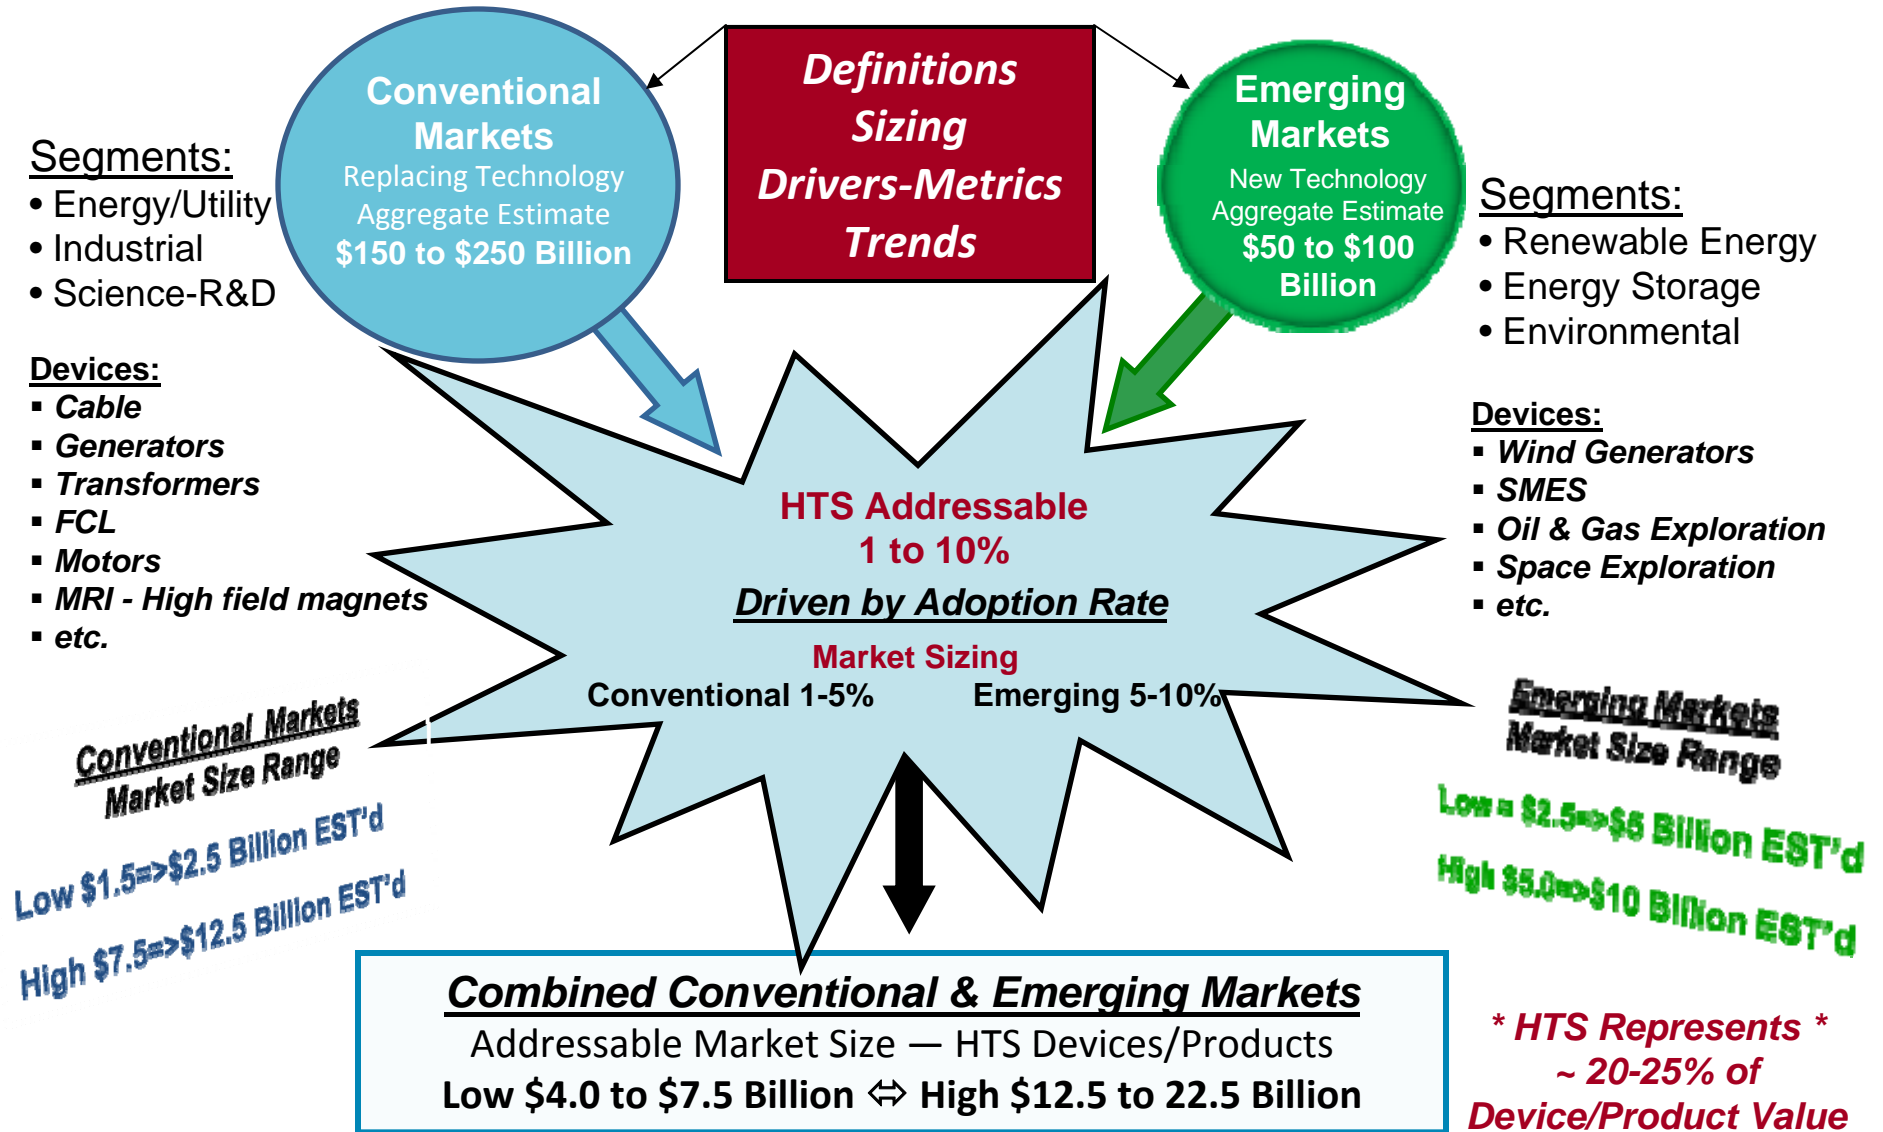 Definitions
Sizing
Drivers-Metrics
Trends
Conventional
Markets
Replacing Technology
Aggregate Estimate
$150 to $250 Billion
Emerging
Markets
New Technology
Aggregate Estimate
$50 to $100
Billion
Segments:
• Energy/Utility
• Industrial
• Science-R&D
Devices:
▪ Cable
▪ Generators
▪ Transformers
▪ FCL
▪ Motors
▪ MRI - High field magnets
▪ etc.
Segments:
• Renewable Energy
• Energy Storage
• Environmental
Devices:
▪ Wind Generators
▪ SMES
▪ Oil & Gas Exploration
▪ Space Exploration
▪ etc.
HTS Addressable
1 to 10%
Driven by Adoption Rate
Market Sizing
Conventional 1-5% Emerging 5-10%
Conventional Markets
Market Size Range
Low $1.5=>$2.5 Billion EST'd
High $7.5=>$12.5 Billion EST'd
Emerging Markets
Market Size Range
Low = $2.5=>$5 Billion EST'd
High $5.0=>$10 Billion EST'd
Combined Conventional & Emerging Markets
Addressable Market Size — HTS Devices/Products
Low $4.0 to $7.5 Billion ⬄ High $12.5 to 22.5 Billion
* HTS Represents *
~ 20-25% of
Device/Product Value